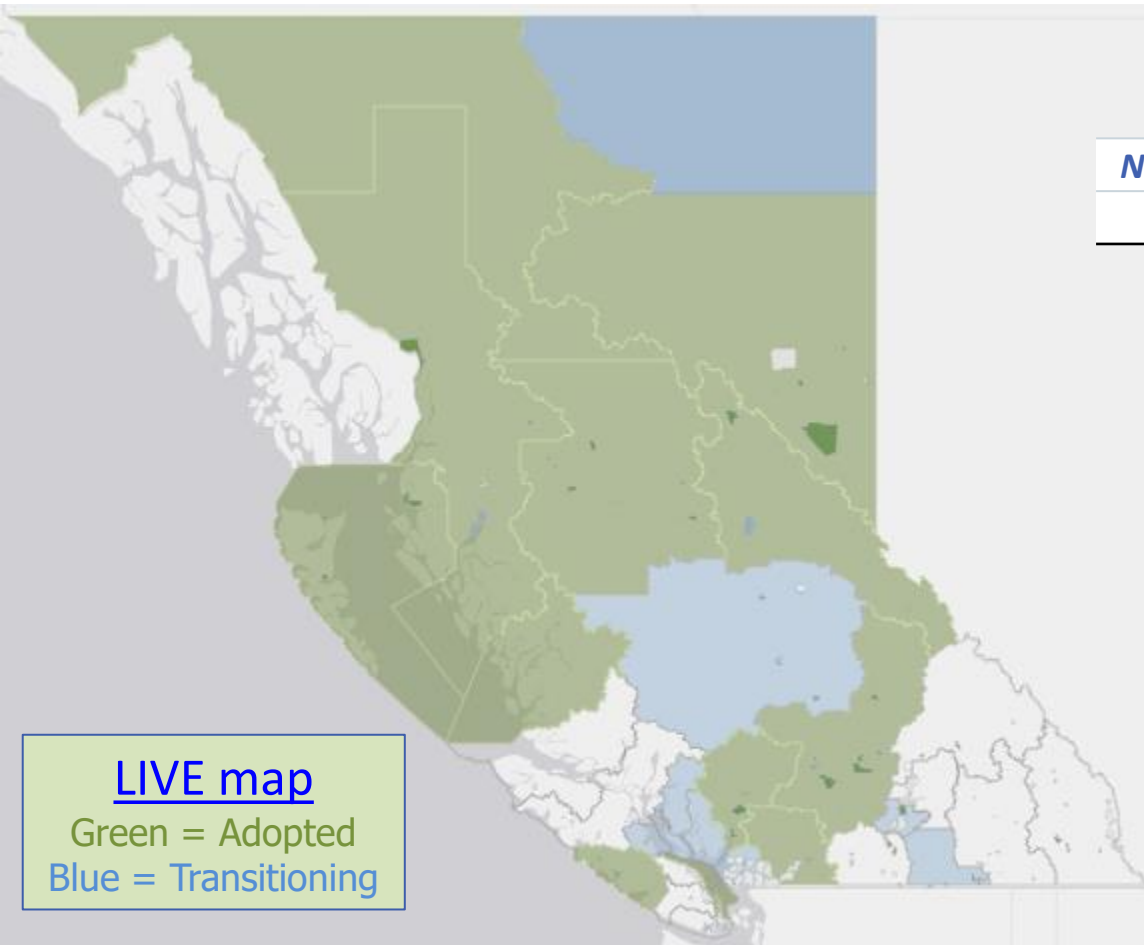 N
LIVE map
Green = Adopted
Blue = Transitioning